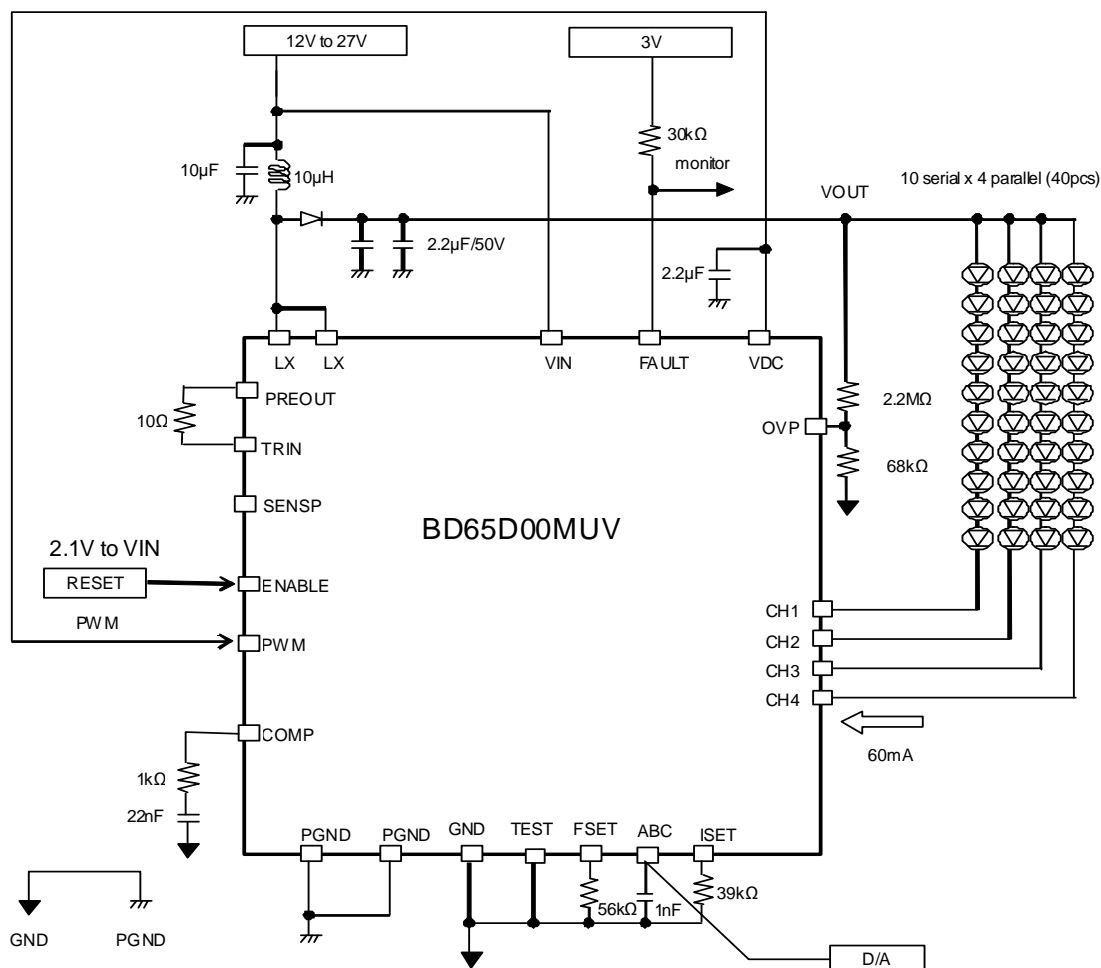 12V to 27V
3V
30kΩ
monitor
10µF
10µH
VOUT
10 serial x 4 parallel (40pcs)
2.2µF/50V
2.2µF
LX
LX
VIN
FAULT
VDC
PREOUT
10Ω
TRIN
OVP
2.2MΩ
68kΩ
SENSP
BD65D00MUV
2.1V to VIN
RESET
ENABLE
PWM
PWM
CH1
CH2
CH3
CH4
60mA
COMP
1kΩ
22nF
PGND
PGND
GND
TEST
FSET
ABC
ISET
56kΩ
1nF
39kΩ
GND
PGND
D/A